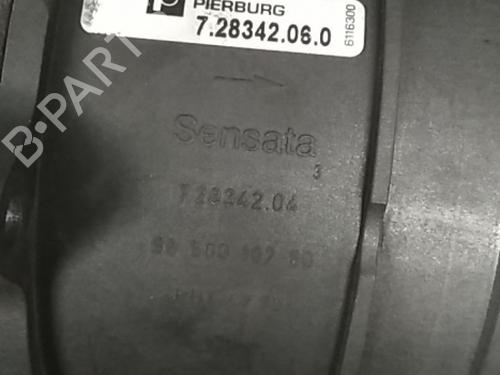 PIERBURG
7.28342.06.0
6116300
B-PART
Sensata
3
7.28342.04